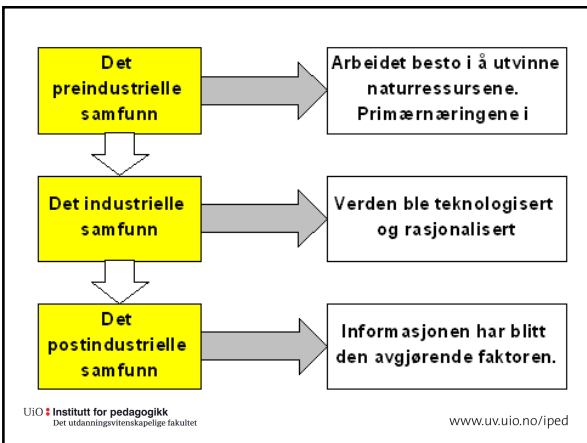 Det
preindustrielle
samfunn
Arbeidet besto i å utvinne
naturressursene.
Primærnæringene i
Det industrielle
samfunn
Verden ble teknologisert
og rasjonalisert
Det
postindustrielle
samfunn
Informasjonen har blitt
den avgjørende faktoren.
UiO : Institutt for pedagogikk
Det utdanningsvitenskapelige fakultet
www.uv.uio.no/iped